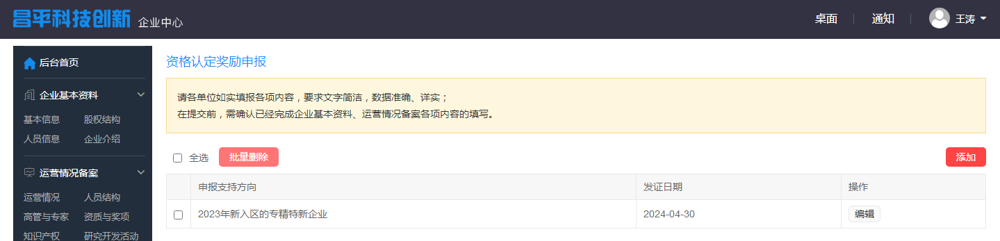 昌平科技创新 企业中心 桌面 通知 王涛
后台首页
企业基本资料
基本信息 股权结构
人员信息 企业介绍
运营情况备案
运营情况 人员结构
高管与专家 资质与奖项
知识产权 研究开发活动
资格认定奖励申报
请各单位如实填报各项内容，要求文字简洁，数据准确、详实；
在提交前，需确认已经完成企业基本资料、运营情况备案各项内容的填写。
全选 批量删除 添加
申报支持方向 发证日期 操作
2023年新入区的专精特新企业 2024-04-30 编辑